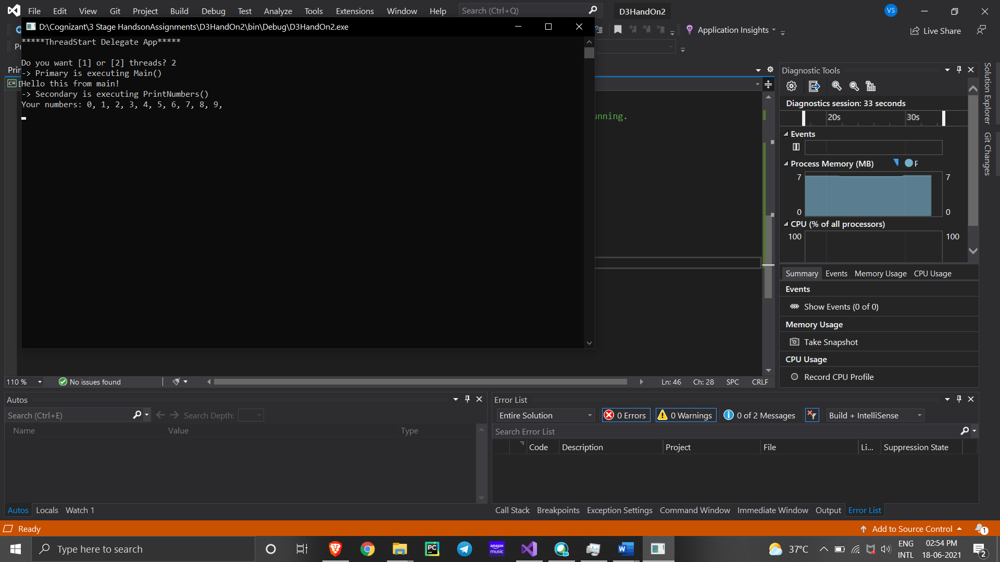 File Edit View Git Project Build Debug Test Analyze Tools Extensions Window Help Search (Ctrl+Q) D3HandOn2 VS
D:\Cognizant\3 Stage HandsonAssignments\D3HandOn2\bin\Debug\D3HandOn2.exe
Application Insights Live Share
*****ThreadStart Delegate App*****
Do you want [1] or [2] threads? 2
-> Primary is executing Main()
Hello this from main!
-> Secondary is executing PrintNumbers()
Your numbers: 0, 1, 2, 3, 4, 5, 6, 7, 8, 9,
unning.
Diagnostic Tools
Diagnostics session: 33 seconds
20s 30s
Events
Process Memory (MB) P
7 7
0 0
CPU (% of all processors)
100 100
Summary Events Memory Usage CPU Usage
Events
Show Events (0 of 0)
Memory Usage
Take Snapshot
CPU Usage
Record CPU Profile
Solution Explorer
Git Changes
110 % No issues found Ln: 46 Ch: 28 SPC CRLF
Autos
Search (Ctrl+E) Search Depth:
Name Value Type
Autos Locals Watch 1
Error List
Entire Solution 0 Errors 0 Warnings 0 of 2 Messages Build + IntelliSense
Search Error List
Code Description Project File Li... Suppression State
Call Stack Breakpoints Exception Settings Command Window Immediate Window Output Error List
Ready Add to Source Control 1
Type here to search PC amazon music W 37°C ENG INTL 02:54 PM 18-06-2021 2